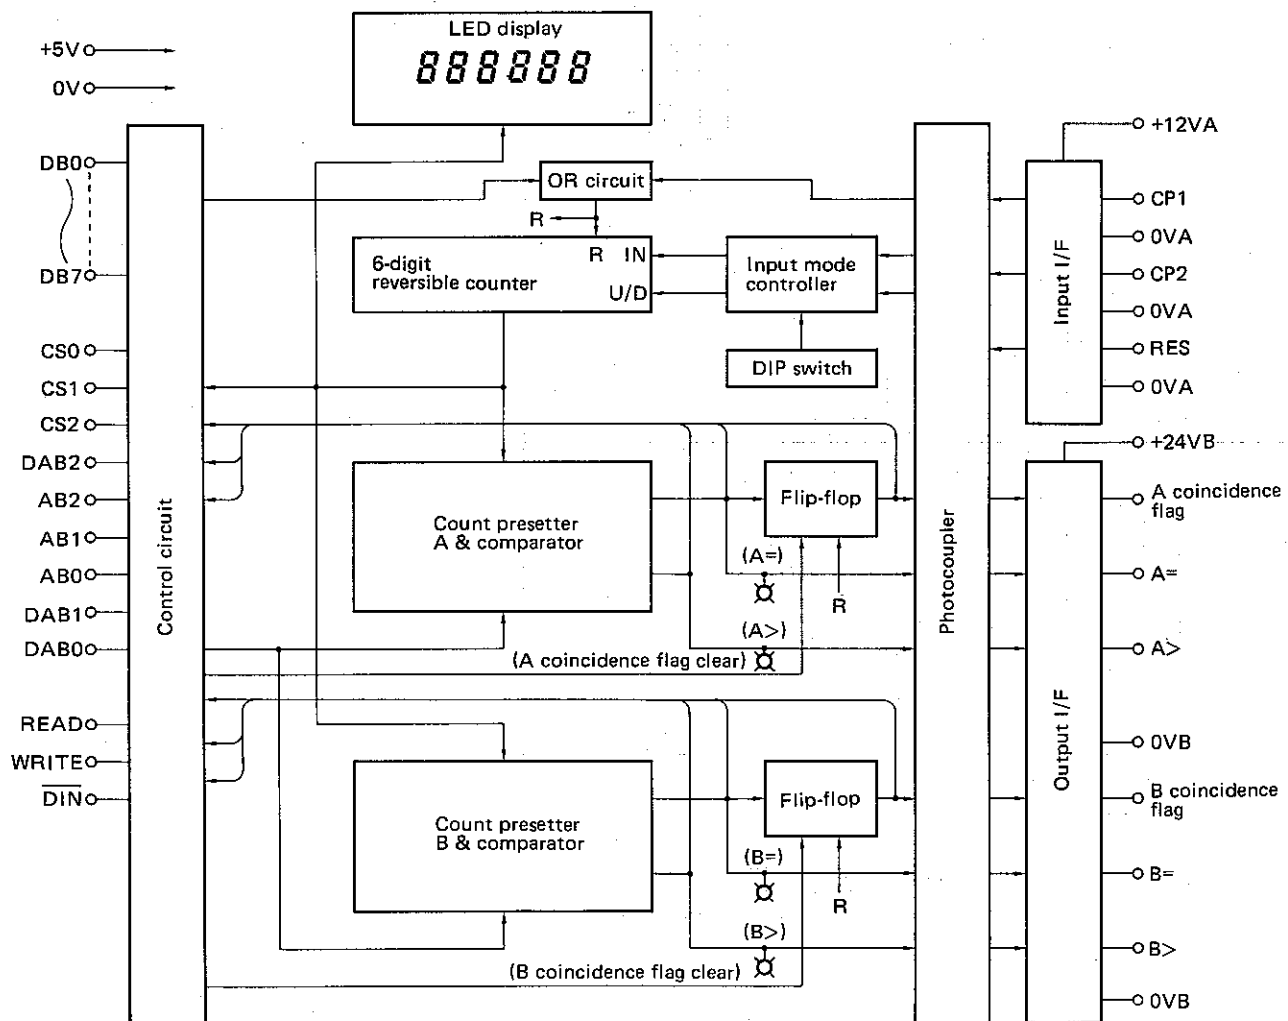 LED display
888888
+5V
0V
+12VA
DB0
DB7
OR circuit
R
6-digit
reversible counter
R IN
U/D
Input mode
controller
DIP switch
Input I/F
CP1
0VA
CP2
0VA
RES
0VA
CS0
CS1
CS2
DAB2
AB2
AB1
AB0
DAB1
DAB0
READ
WRITE
DIN
Control circuit
Photocoupler
+24VB
Count presetter
A & comparator
Flip-flop
(A=)
R
(A>)
(A coincidence flag clear)
A coincidence
flag
A=
A>
Output I/F
0VB
Count presetter
B & comparator
Flip-flop
(B=)
R
(B>)
(B coincidence flag clear)
B coincidence
flag
B=
B>
0VB